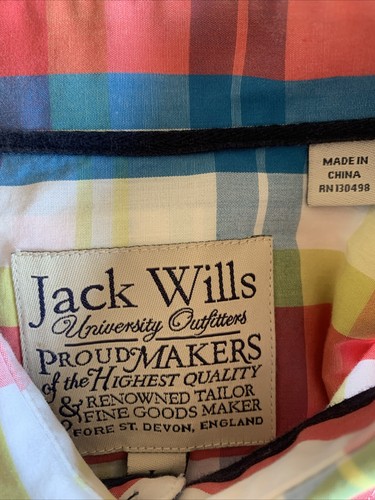 MADE IN
CHINA
RN 130498
Jack Wills
University Outfitters
PROUD MAKERS
of the HIGHEST QUALITY
& RENOWNED TAILOR
FINE GOODS MAKER
FORE ST. DEVON, ENGLAND
L